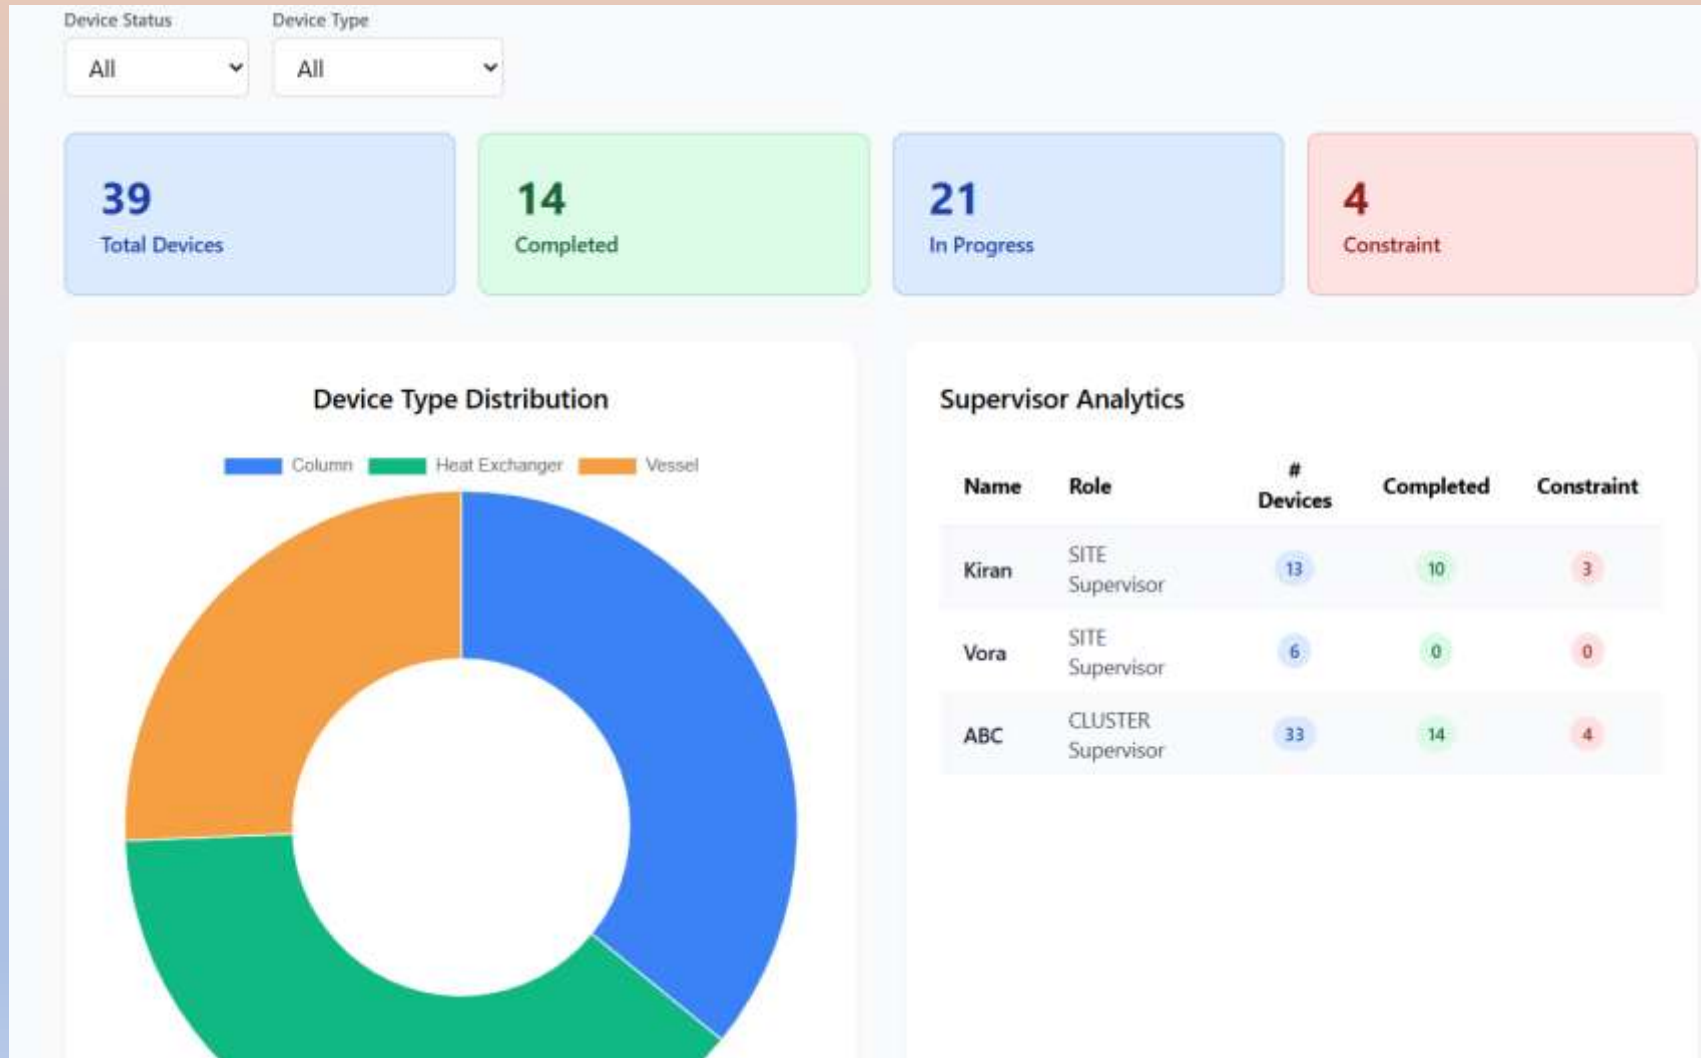 Device Status Device Type
All All
39 14 21 4
Total Devices Completed In Progress Constraint
Device Type Distribution
Column Heat Exchanger Vessel
Supervisor Analytics
Name Role # Devices Completed Constraint
Kiran SITE Supervisor 13 10 3
Vora SITE Supervisor 6 0 0
ABC CLUSTER Supervisor 33 14 4